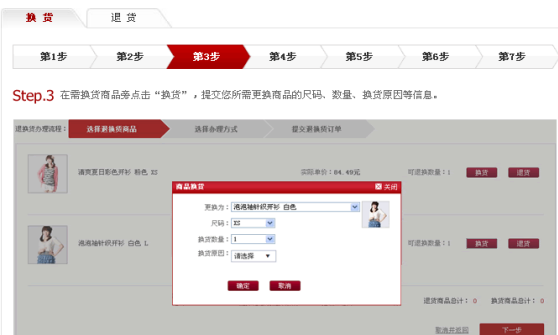 换 货 退 货
第1步 第2步 第3步 第4步 第5步 第6步 第7步
Step.3 在需换货商品旁点击“换货”，提交您所需更换商品的尺码、数量、换货原因等信息。
退换货办理流程： 选择退换货商品 选择办理方式 提交退换货订单
清爽夏日彩色开衫 粉色 XS 实际单价：84.49元 可退换数量：1 换货 退货
商品换货 关闭
更换为： 泡泡袖针织开衫 白色
尺码： XS
泡泡袖针织开衫 白色 L 可退换数量：1 换货 退货
换货数量： 1
换货原因： 请选择
确定 取消
退货商品总计： 0 换货商品总计： 0
取消并返回 下一步